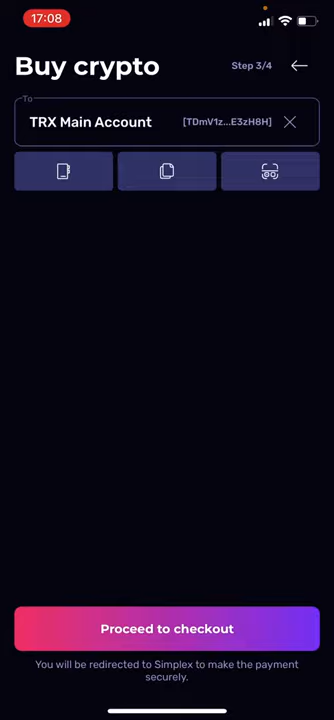 17:08
Buy crypto
Step 3/4
To
TRX Main Account
[TDmV1z...E3zH8H]
Proceed to checkout
You will be redirected to Simplex to make the payment
securely.